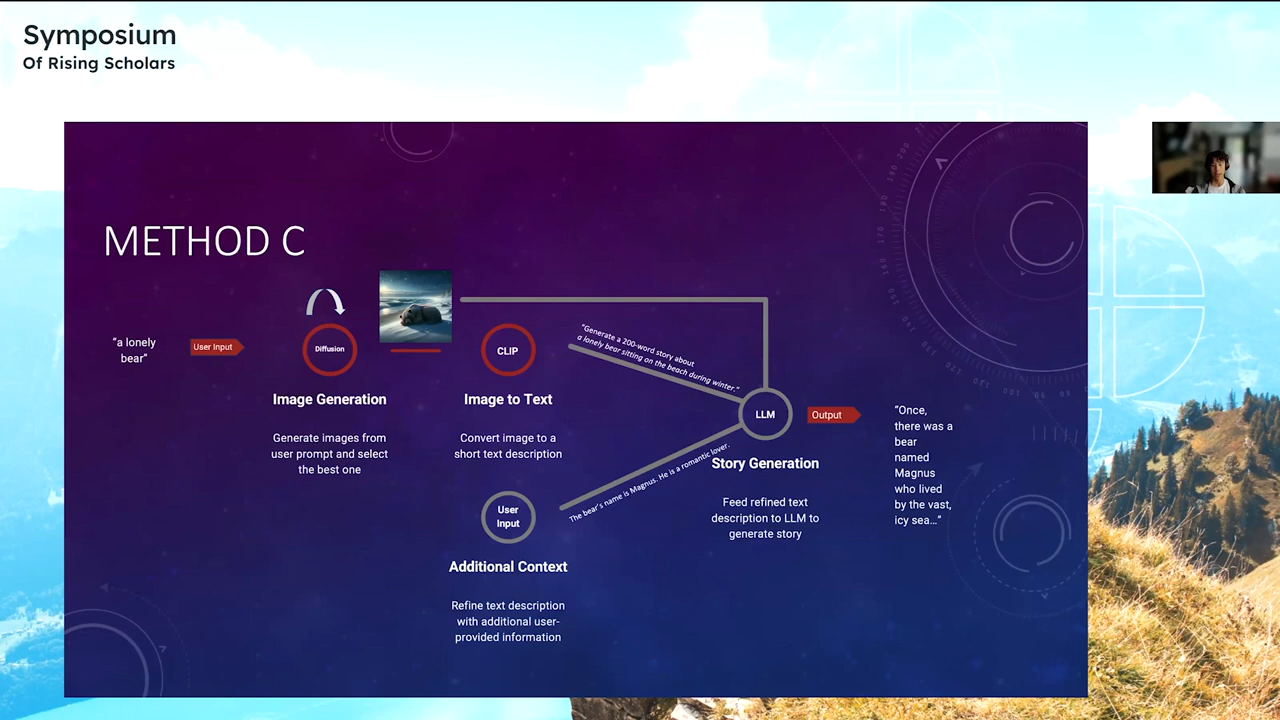 Symposium
Of Rising Scholars
METHOD C
"a lonely
bear"
User Input
Diffusion
Image Generation
Generate images from
user prompt and select
the best one
CLIP
Image to Text
Convert image to a
short text description
"Generate a 200-word story about
a lonely bear sitting on the beach during winter."
User
Input
Additional Context
Refine text description
with additional user-
provided information
The bear's name is Magnus. He is a romantic lover.
LLM
Story Generation
Feed refined text
description to LLM to
generate story
Output
"Once,
there was a
bear
named
Magnus
who lived
by the vast,
icy sea…"